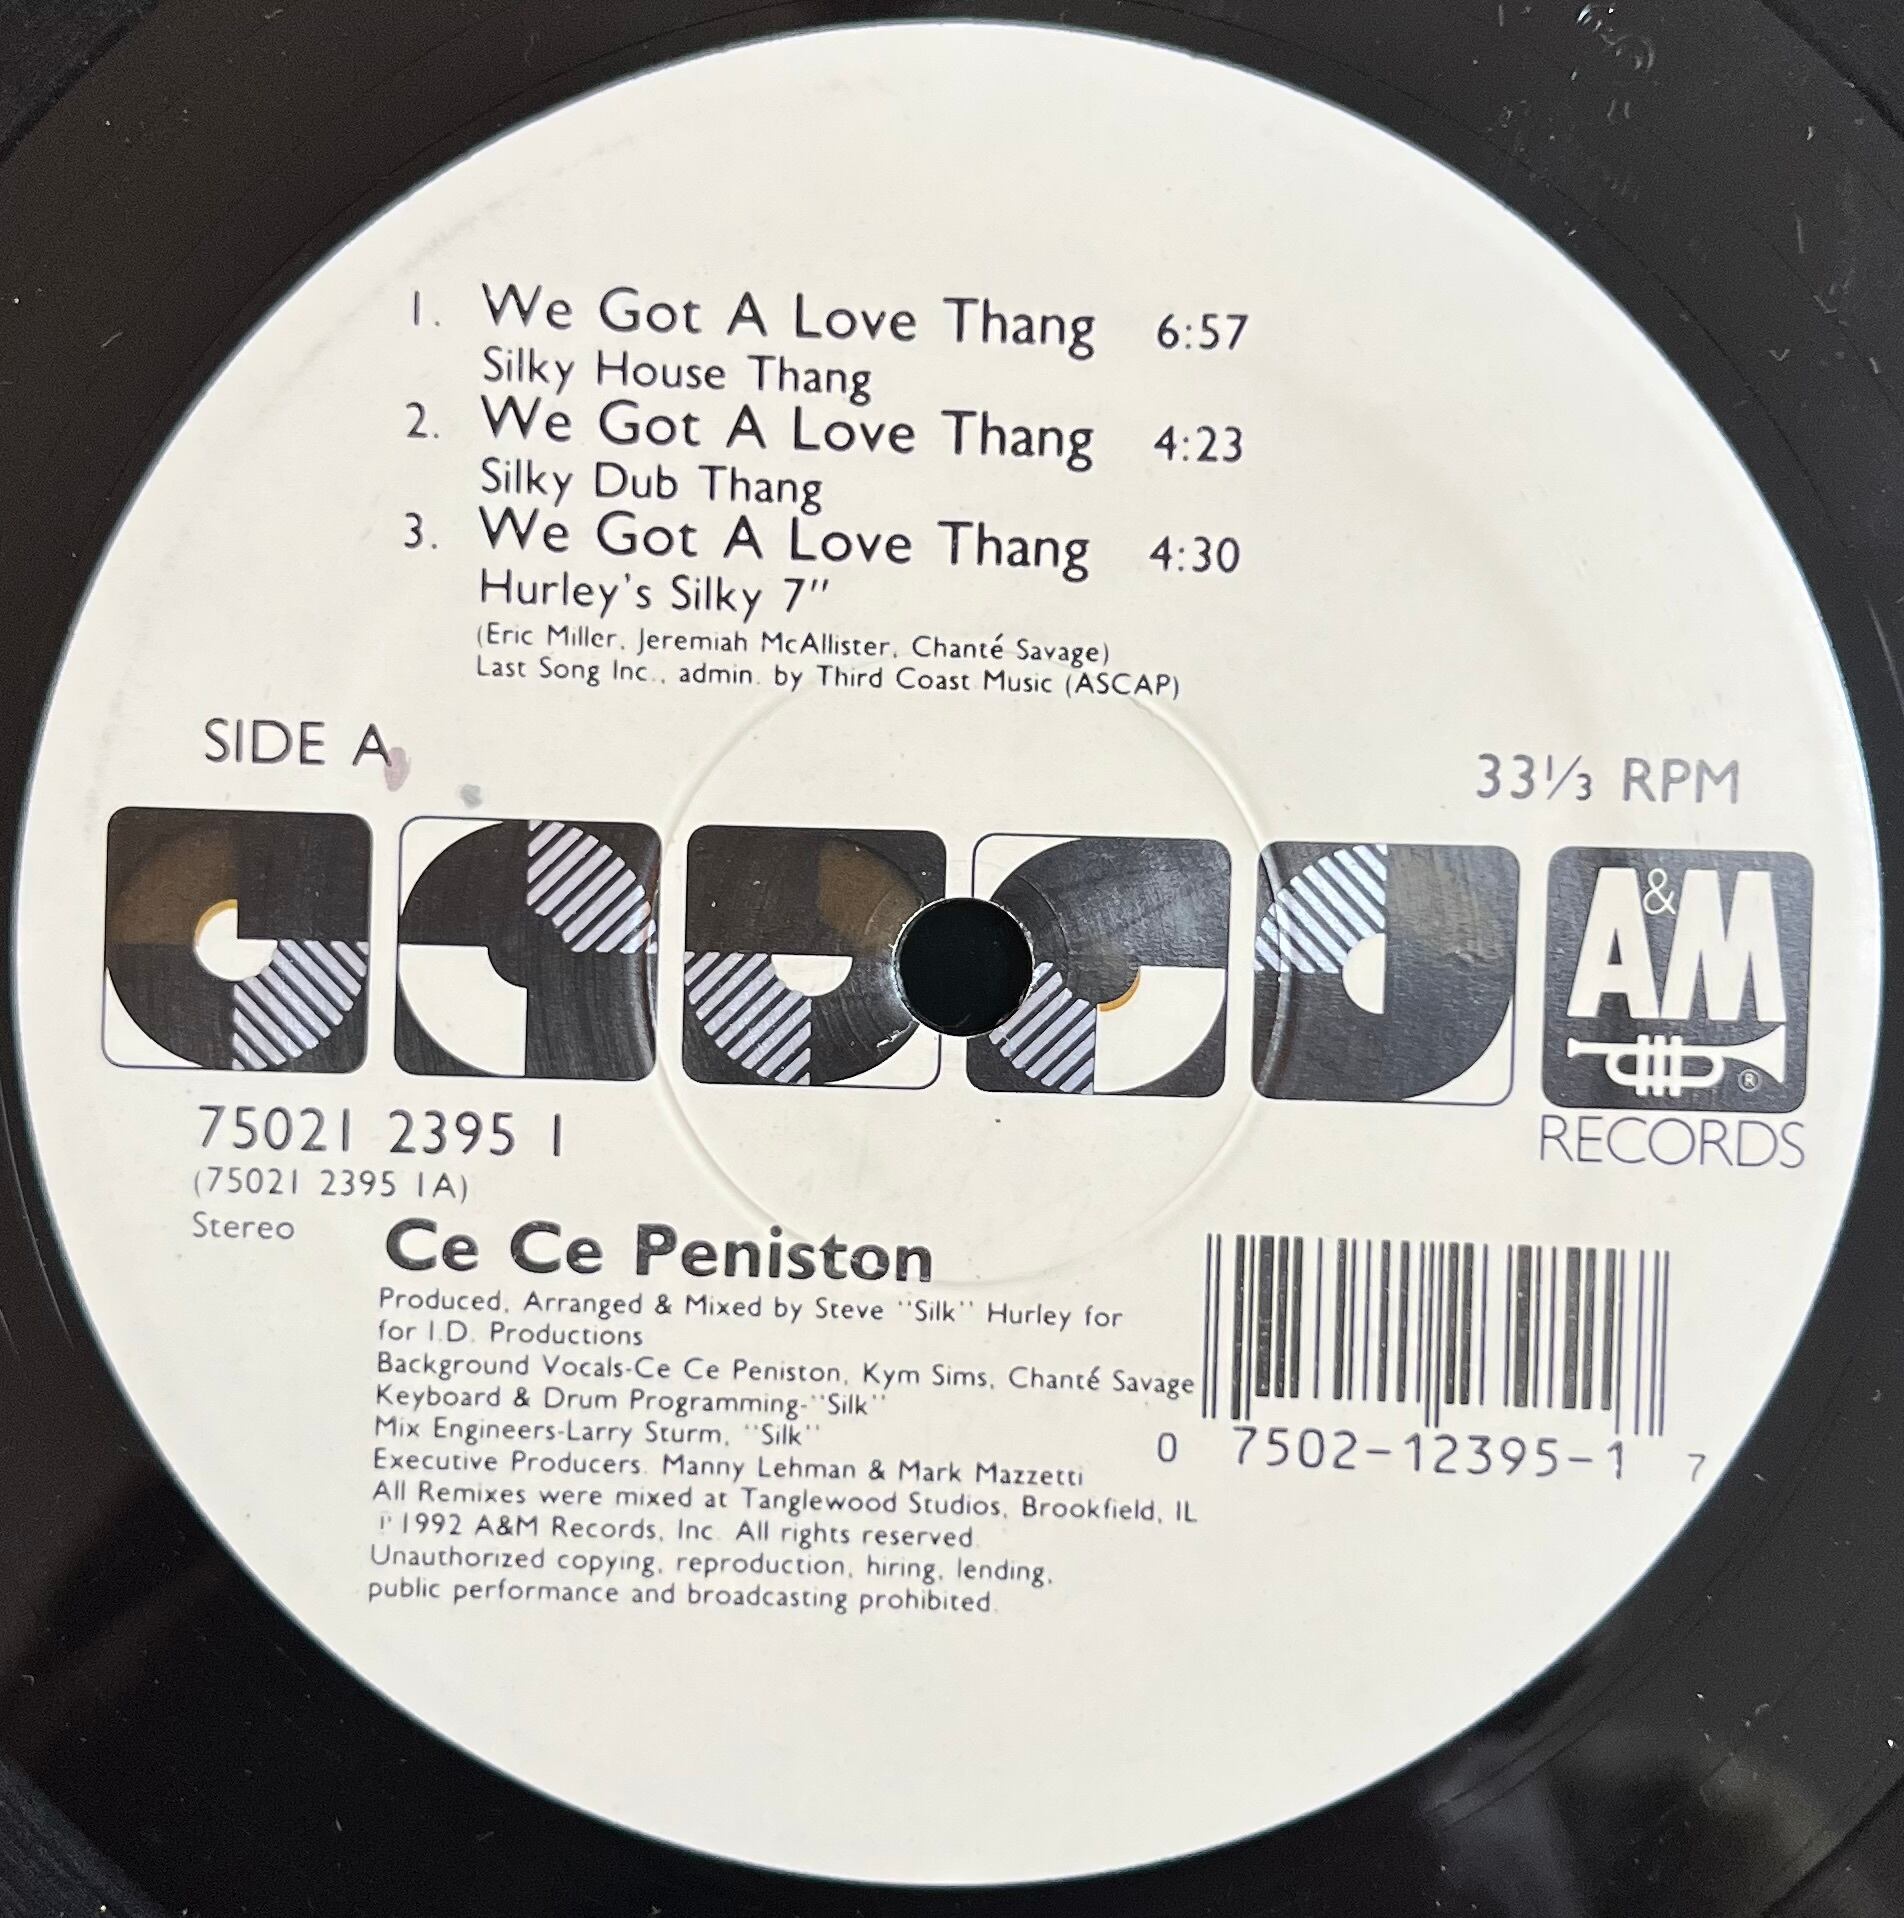 1. We Got A Love Thang 6:57
Silky House Thang
2. We Got A Love Thang 4:23
Silky Dub Thang
3. We Got A Love Thang 4:30
Hurley's Silky 7"
(Eric Miller, Jeremiah McAllister, Chanté Savage)
Last Song Inc., admin. by Third Coast Music (ASCAP)
SIDE A
33⅓ RPM
A&M
®
RECORDS
75021 2395 1
(75021 2395 1A)
Stereo
Ce Ce Peniston
Produced, Arranged & Mixed by Steve "Silk" Hurley for
for I.D. Productions
Background Vocals-Ce Ce Peniston, Kym Sims, Chanté Savage
Keyboard & Drum Programming-"Silk"
Mix Engineers-Larry Sturm, "Silk"
Executive Producers. Manny Lehman & Mark Mazzetti
All Remixes were mixed at Tanglewood Studios, Brookfield, IL
℗ 1992 A&M Records, Inc. All rights reserved.
Unauthorized copying, reproduction, hiring, lending,
public performance and broadcasting prohibited.
0 7502-12395-1 7